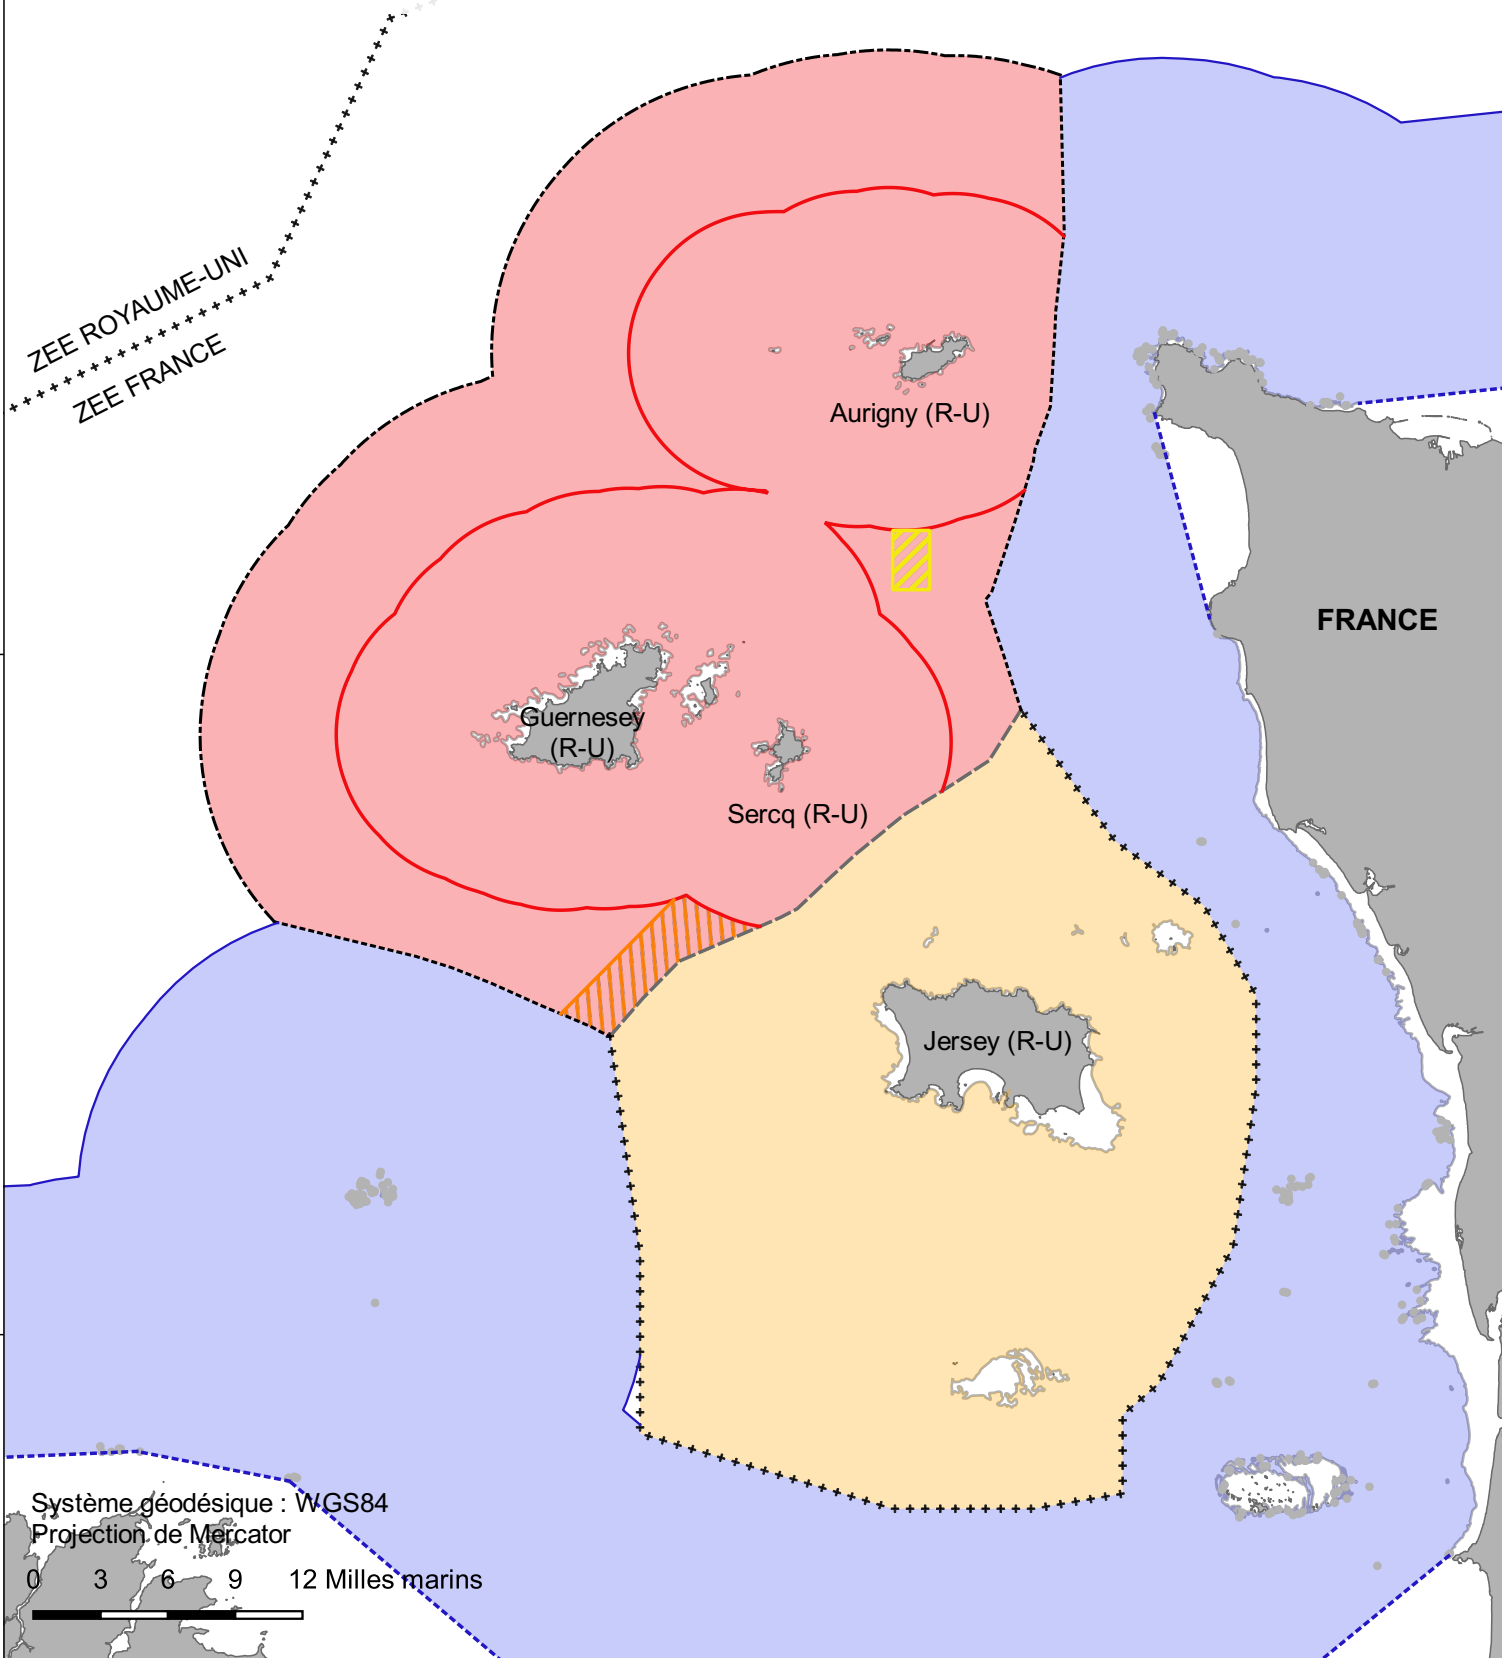 ZEE ROYAUME-UNI
ZEE FRANCE
Aurigny (R-U)
FRANCE
Guernesey
(R-U)
Sercq (R-U)
Jersey (R-U)
Système géodésique : WGS84
Projection de Mercator
0 3 6 9 12 Milles marins